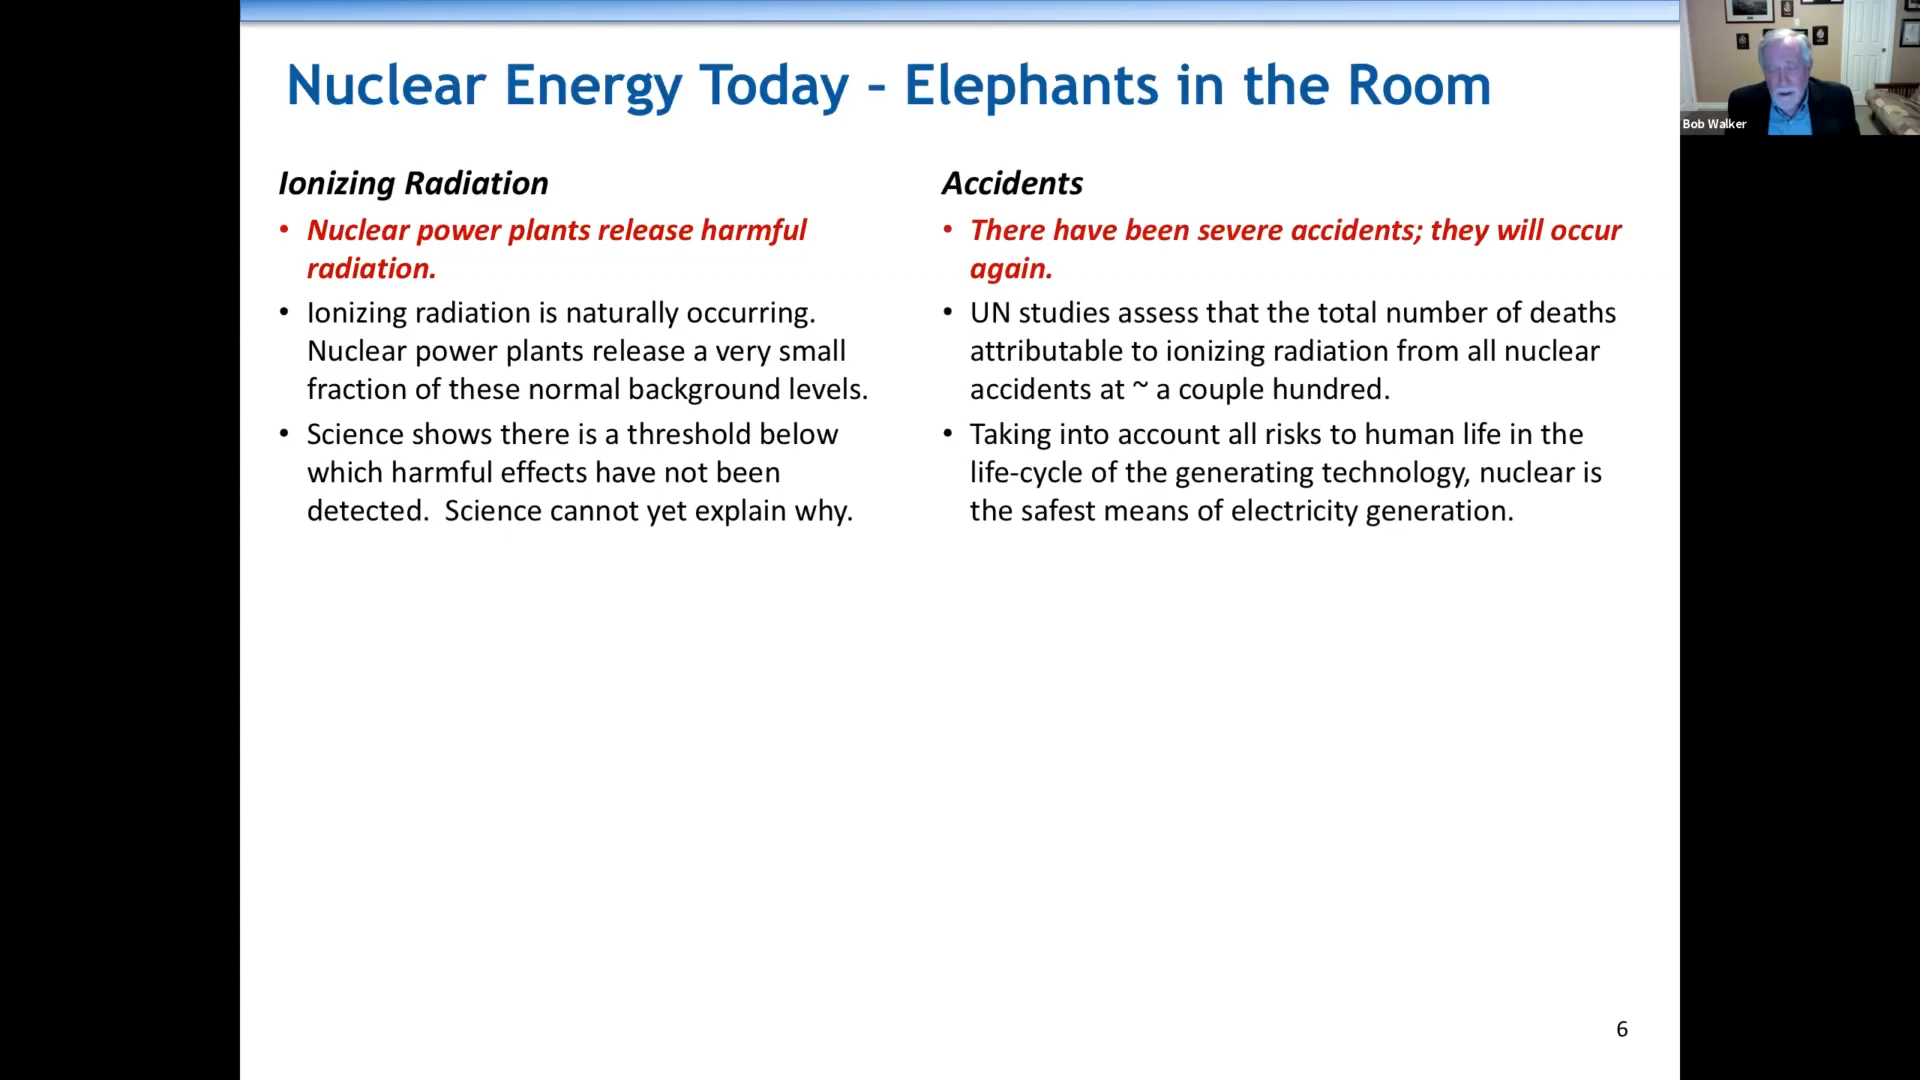 Nuclear Energy Today – Elephants in the Room
Bob Walker
Ionizing Radiation
• Nuclear power plants release harmful
radiation.
• Ionizing radiation is naturally occurring.
Nuclear power plants release a very small
fraction of these normal background levels.
• Science shows there is a threshold below
which harmful effects have not been
detected.  Science cannot yet explain why.
Accidents
• There have been severe accidents; they will occur
again.
• UN studies assess that the total number of deaths
attributable to ionizing radiation from all nuclear
accidents at ~ a couple hundred.
• Taking into account all risks to human life in the
life-cycle of the generating technology, nuclear is
the safest means of electricity generation.
6